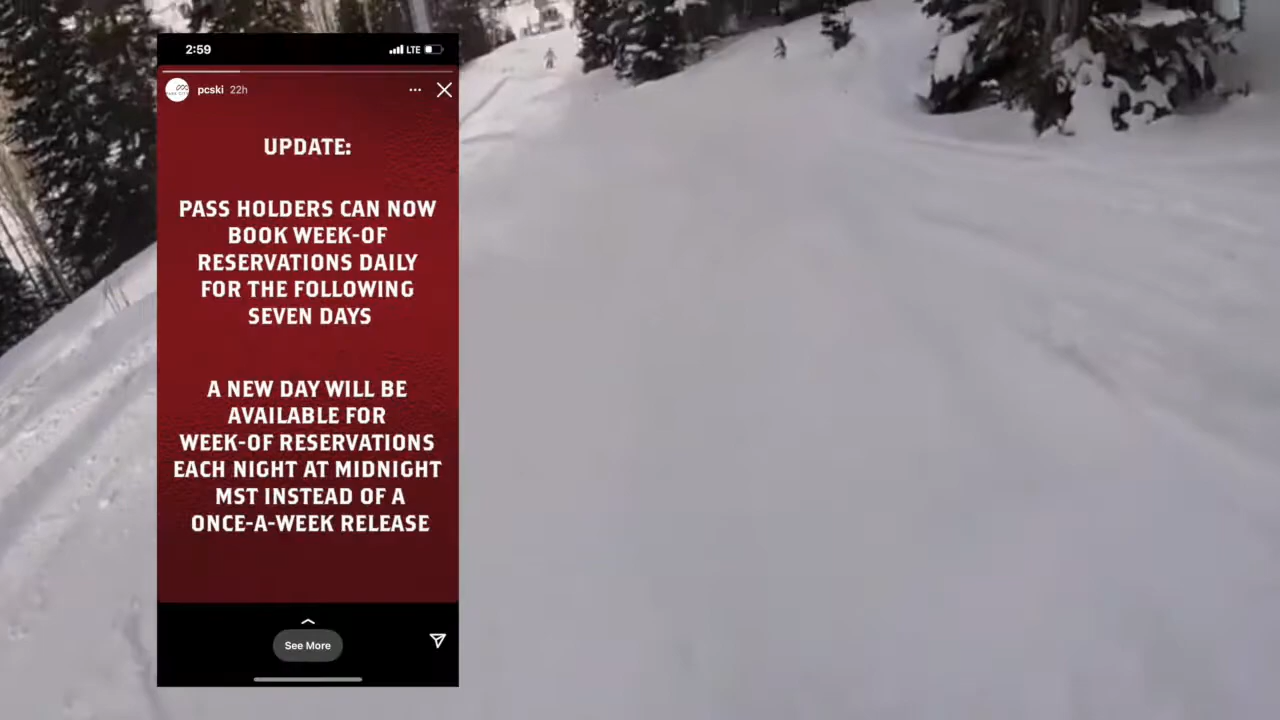 2:59
LTE
pcski 22h
UPDATE:
PASS HOLDERS CAN NOW
BOOK WEEK-OF
RESERVATIONS DAILY
FOR THE FOLLOWING
SEVEN DAYS
A NEW DAY WILL BE
AVAILABLE FOR
WEEK-OF RESERVATIONS
EACH NIGHT AT MIDNIGHT
MST INSTEAD OF A
ONCE-A-WEEK RELEASE
See More